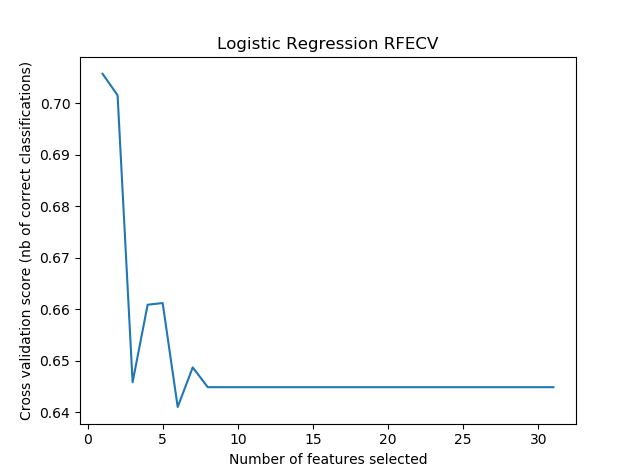 Logistic Regression RFECV
Cross validation score (nb of correct classifications)
0.70
0.69
0.68
0.67
0.66
0.65
0.64
0 5 10 15 20 25 30
Number of features selected